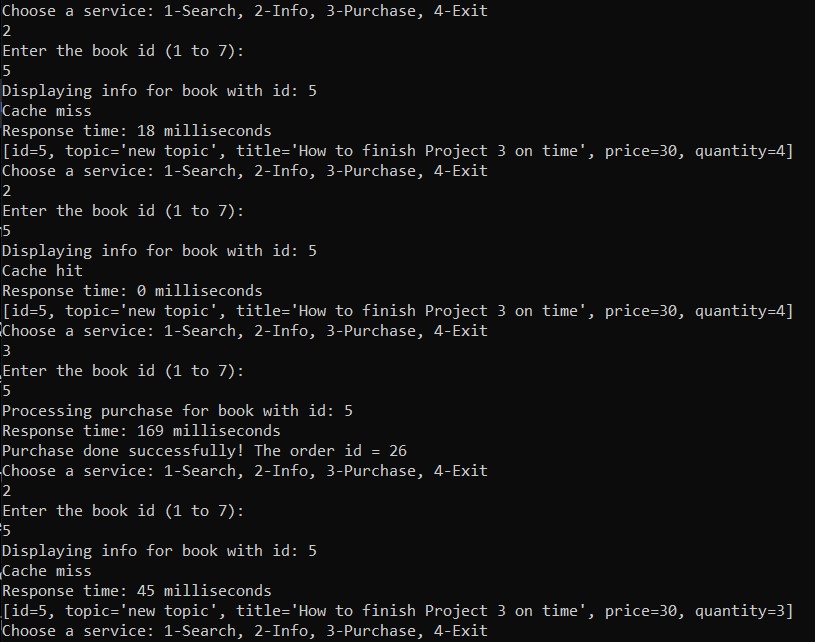 Choose a service: 1-Search, 2-Info, 3-Purchase, 4-Exit
2
Enter the book id (1 to 7):
5
Displaying info for book with id: 5
Cache miss
Response time: 18 milliseconds
[id=5, topic='new topic', title='How to finish Project 3 on time', price=30, quantity=4]
Choose a service: 1-Search, 2-Info, 3-Purchase, 4-Exit
2
Enter the book id (1 to 7):
5
Displaying info for book with id: 5
Cache hit
Response time: 0 milliseconds
[id=5, topic='new topic', title='How to finish Project 3 on time', price=30, quantity=4]
Choose a service: 1-Search, 2-Info, 3-Purchase, 4-Exit
3
Enter the book id (1 to 7):
5
Processing purchase for book with id: 5
Response time: 169 milliseconds
Purchase done successfully! The order id = 26
Choose a service: 1-Search, 2-Info, 3-Purchase, 4-Exit
2
Enter the book id (1 to 7):
5
Displaying info for book with id: 5
Cache miss
Response time: 45 milliseconds
[id=5, topic='new topic', title='How to finish Project 3 on time', price=30, quantity=3]
Choose a service: 1-Search, 2-Info, 3-Purchase, 4-Exit